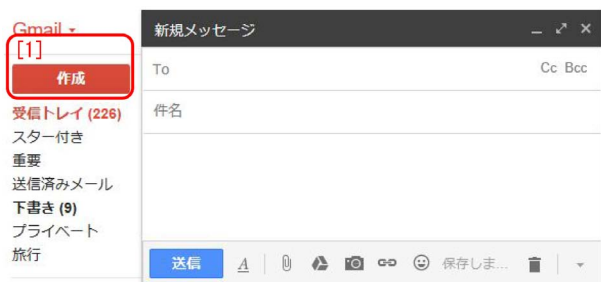 Gmail
[1]
作成
受信トレイ (226)
スター付き
重要
送信済みメール
下書き (9)
プライベート
旅行
新規メッセージ
To Cc Bcc
件名
送信 A 保存しま...